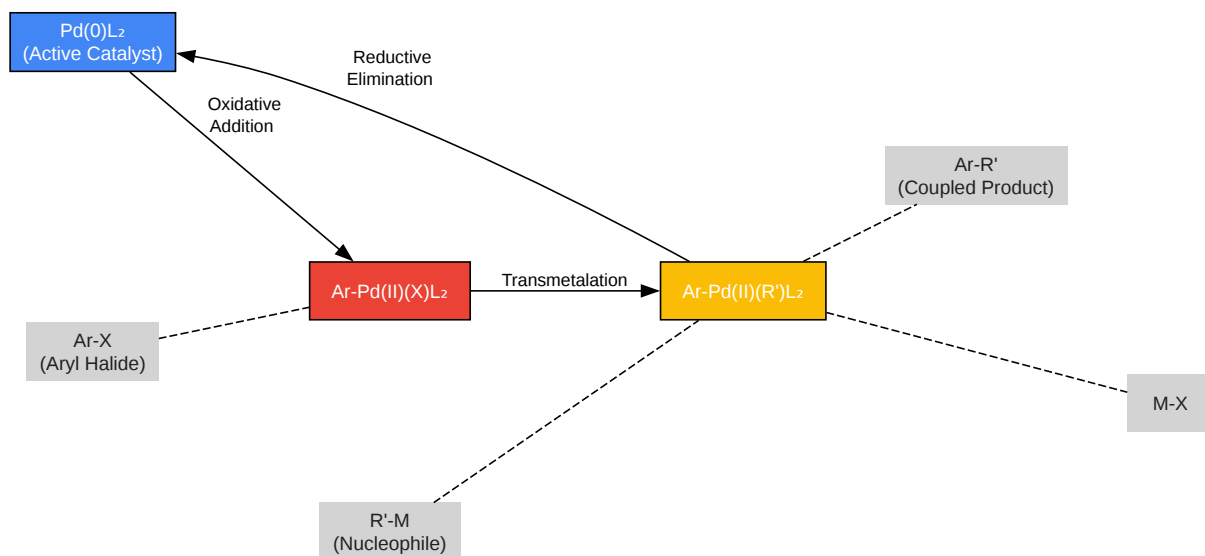 Pd(0)L₂
(Active Catalyst)
Reductive
Elimination
Oxidative
Addition
Ar-R'
(Coupled Product)
Ar-Pd(II)(X)L₂
Transmetalation
Ar-Pd(II)(R')L₂
Ar-X
(Aryl Halide)
M-X
R'-M
(Nucleophile)